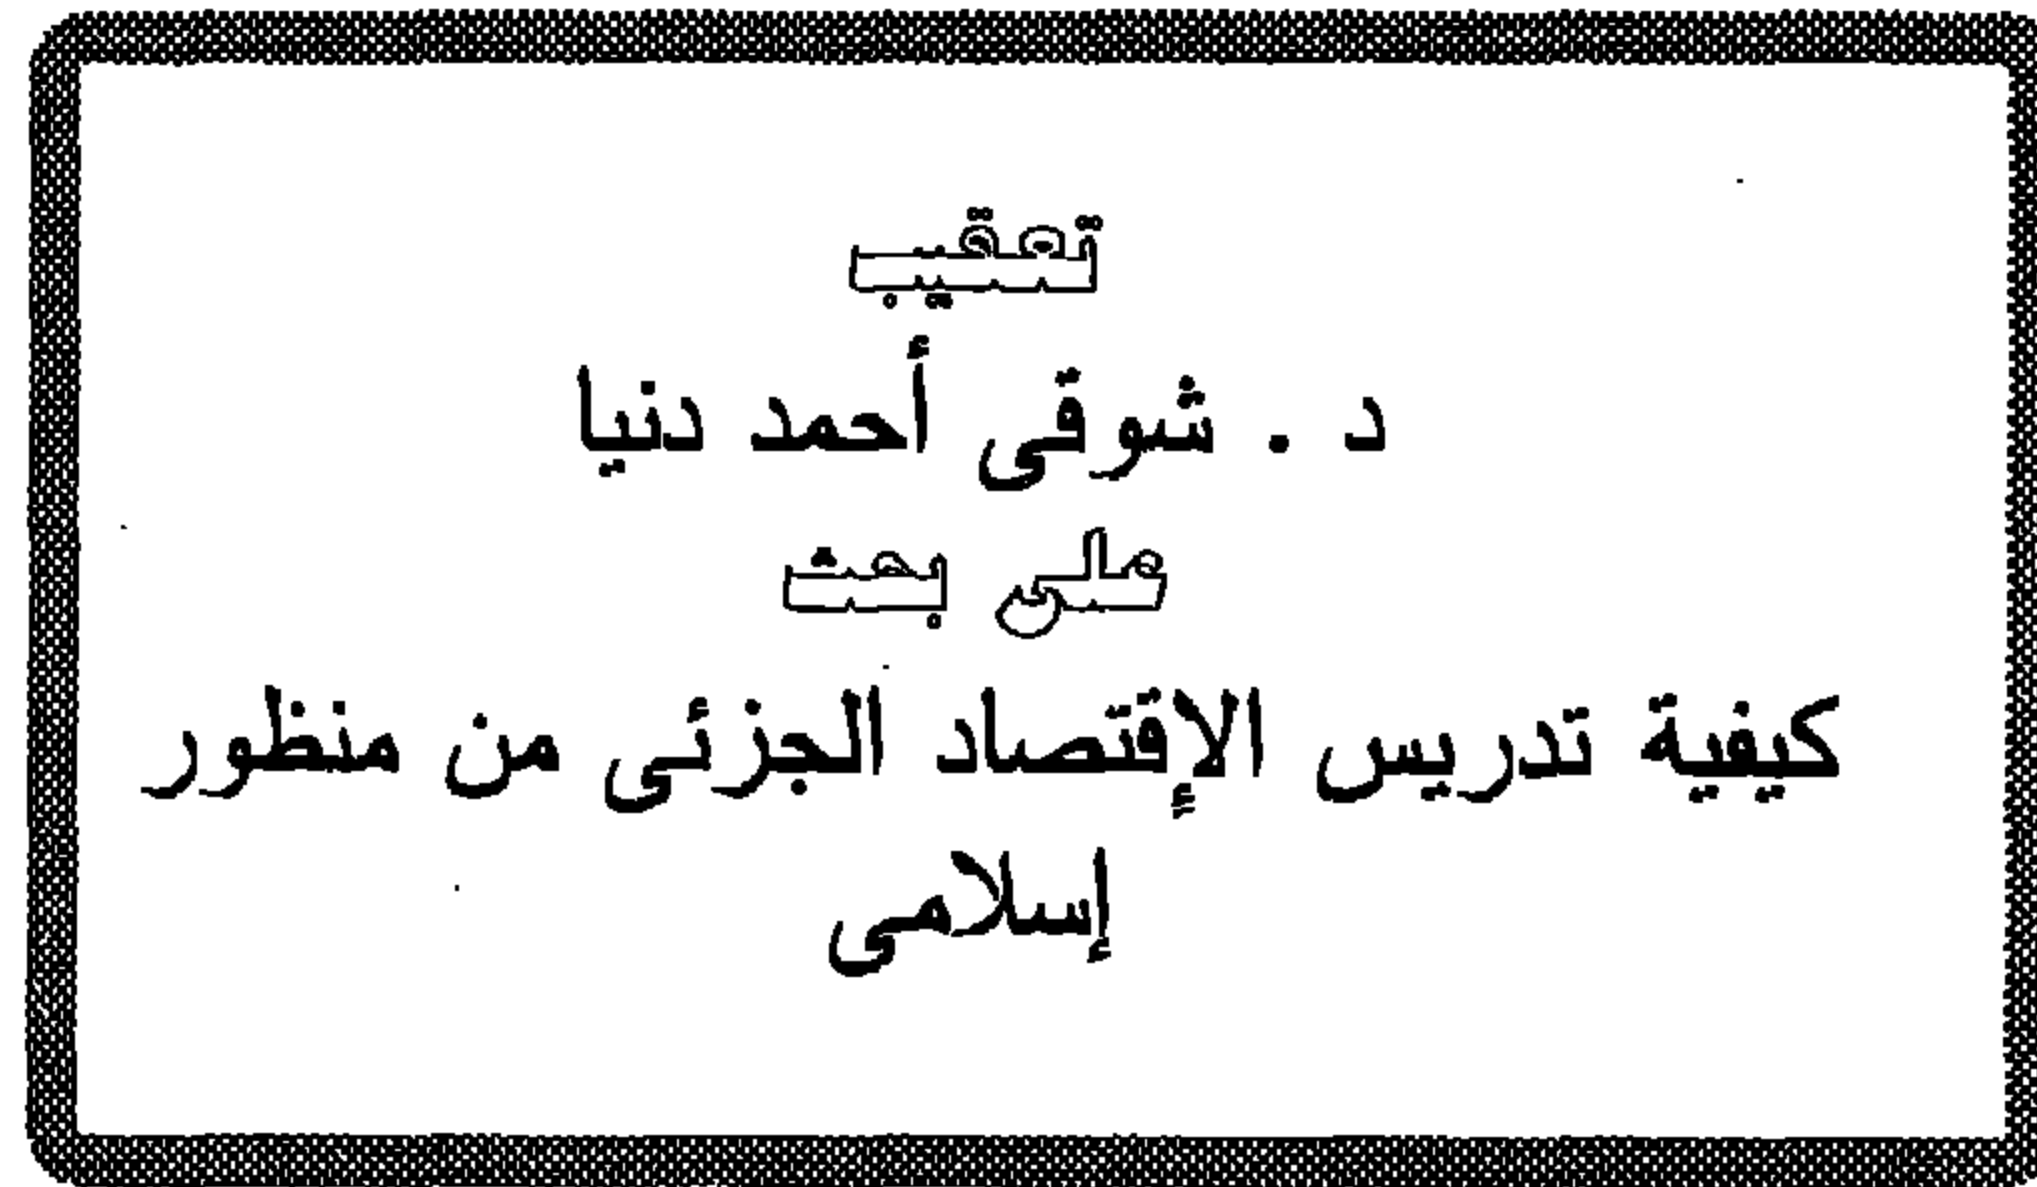 تعقيب
د . شوقى أحمد دنيا
على بحث
كيفية تدريس الإقتصاد الجزئى من منظور
إسلامى